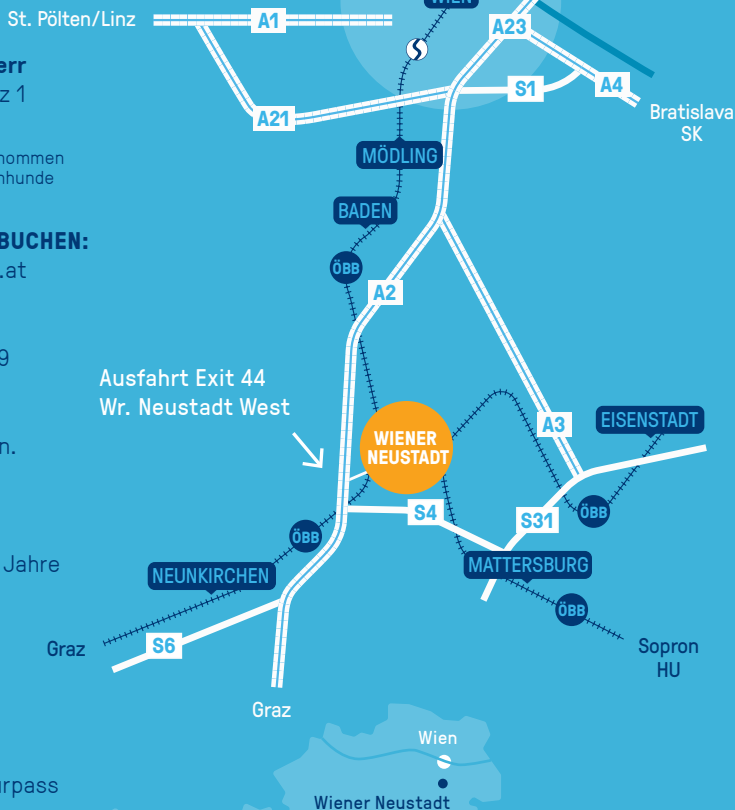 WIEN
St. Pölten/Linz
A1
A23
err
z 1
S1
A4
Bratislava
SK
A21
nommen
nhunde
MÖDLING
BADEN
BUCHEN:
.at
ÖBB
A2
9
Ausfahrt Exit 44
Wr. Neustadt West
A3
EISENSTADT
n.
WIENER
NEUSTADT
S4
S31
ÖBB
ÖBB
Jahre
NEUNKIRCHEN
MATTERSBURG
ÖBB
Graz
S6
Sopron
HU
Graz
Wien
urpass
Wiener Neustadt